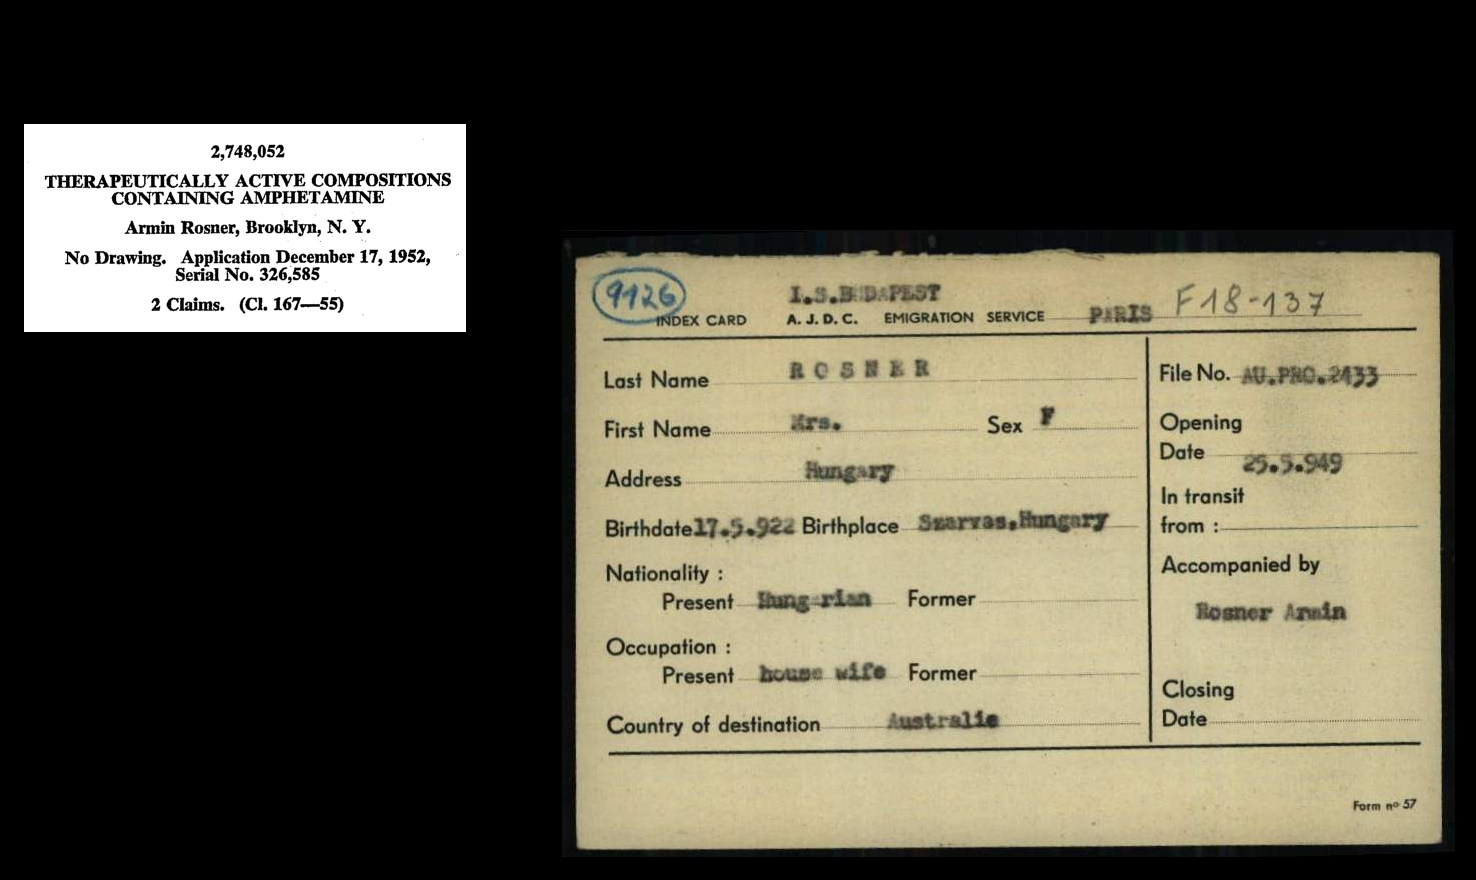 2,748,052
THERAPEUTICALLY ACTIVE COMPOSITIONS
CONTAINING AMPHETAMINE
Armin Rosner, Brooklyn, N. Y.
No Drawing. Application December 17, 1952,
Serial No. 326,585
2 Claims. (Cl. 167—55)
9126
I.S.BUDAPEST
INDEX CARD A. J. D. C. EMIGRATION SERVICE PARIS F18-137
Last Name ROSNER
First Name Mrs. Sex F
Address Hungary
Birthdate 17.5.922 Birthplace Szarvas,Hungary
Nationality :
Present Hungarian Former
Occupation :
Present house wife Former
Country of destination Australie
File No. AU.PRO.2433
Opening
Date 25.5.949
In transit
from :
Accompanied by
Rosner Armin
Closing
Date
Form nº 57